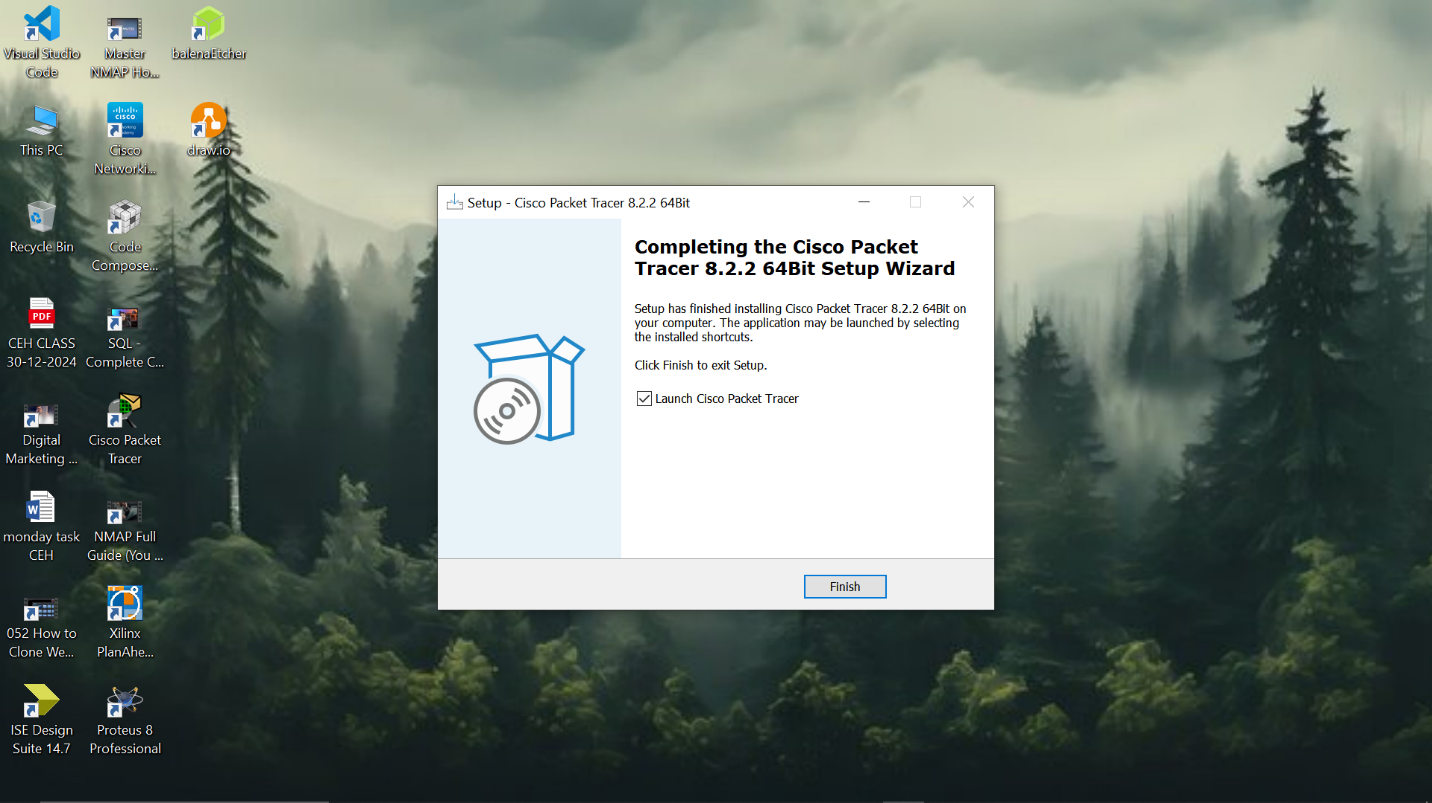 Visual Studio
Code
Master
NMAP Ho...
balenaEtcher
This PC
CISCO
Cisco
Networki...
draw.io
Recycle Bin
Code
Compose...
PDF
CEH CLASS
30-12-2024
SQL -
Complete C...
Digital
Marketing ...
Cisco Packet
Tracer
W
monday task
CEH
NMAP Full
Guide (You ...
052 How to
Clone We...
Xilinx
PlanAhe...
ISE Design
Suite 14.7
Proteus 8
Professional
Setup - Cisco Packet Tracer 8.2.2 64Bit
Completing the Cisco Packet
Tracer 8.2.2 64Bit Setup Wizard
Setup has finished installing Cisco Packet Tracer 8.2.2 64Bit on
your computer. The application may be launched by selecting
the installed shortcuts.
Click Finish to exit Setup.
Launch Cisco Packet Tracer
Finish